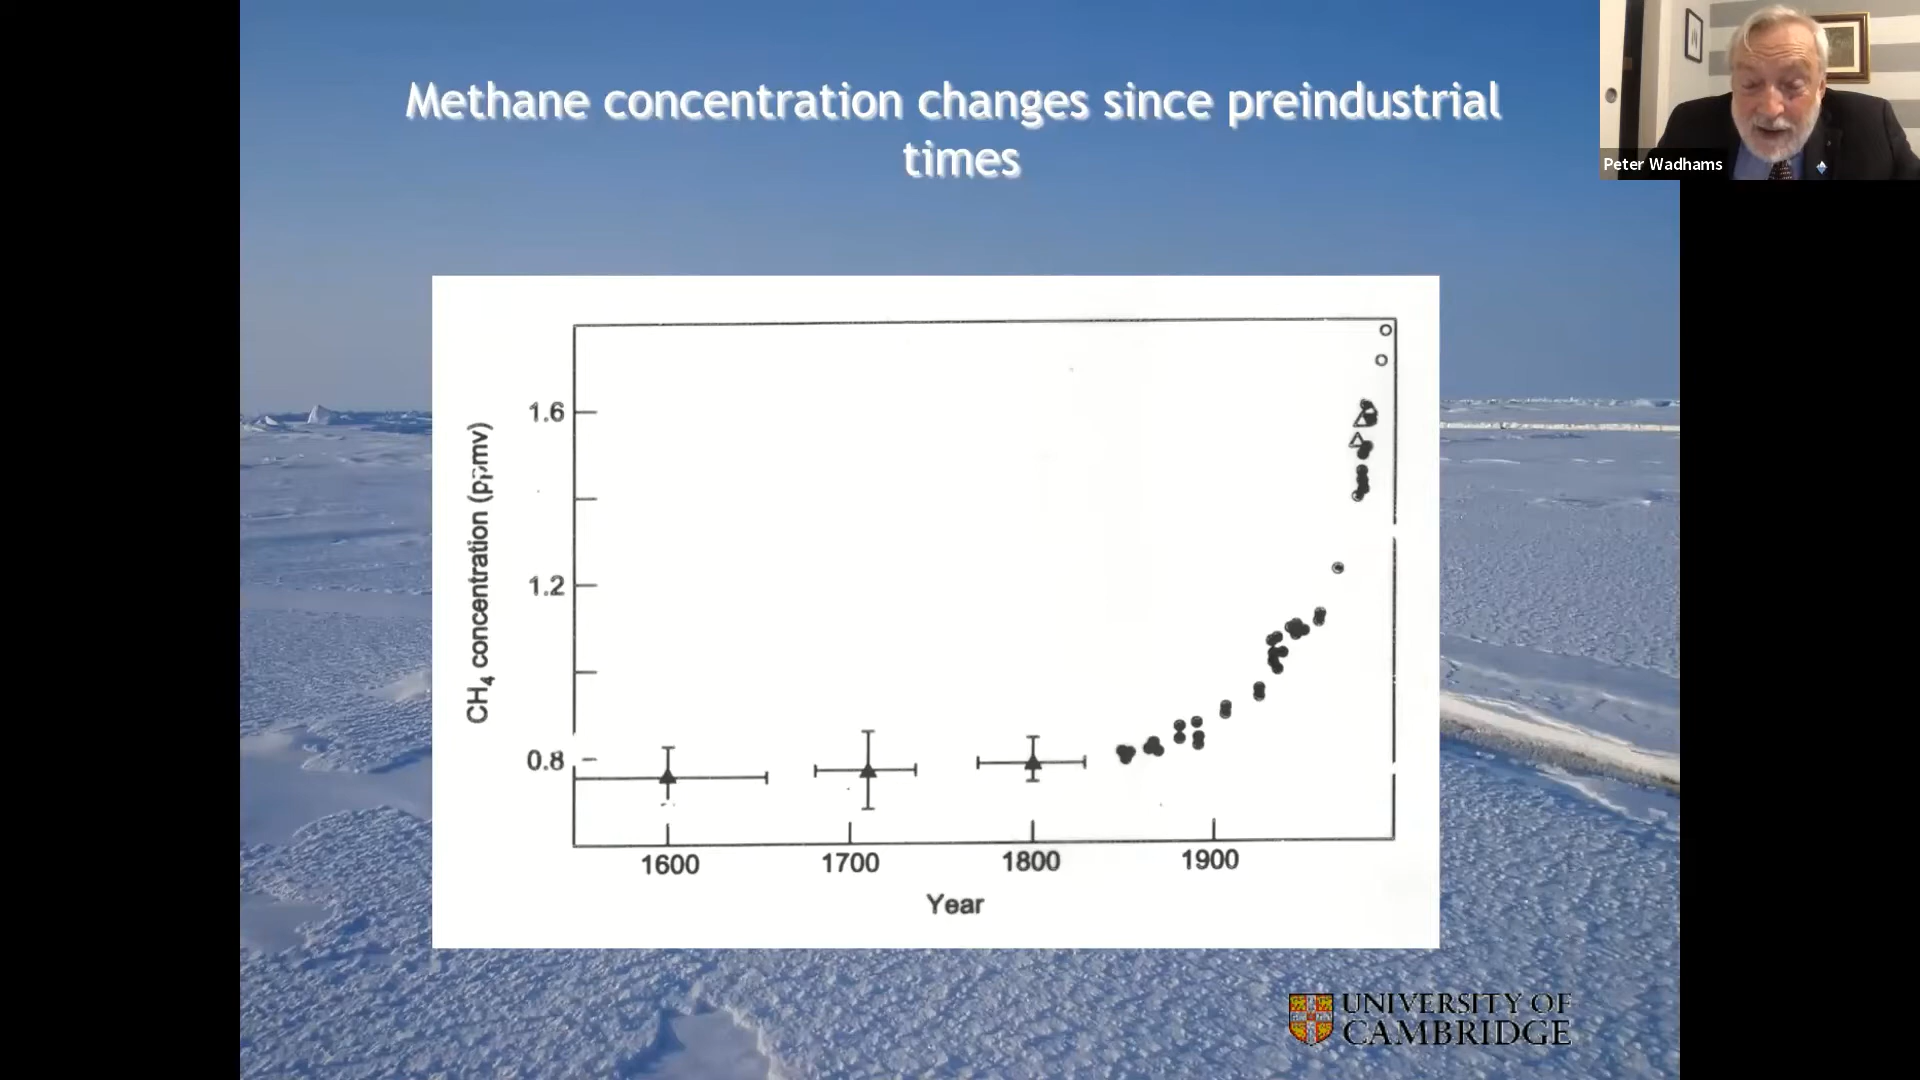 Methane concentration changes since preindustrial
times
Peter Wadhams
CH4 concentration (ppmv)
1.6
1.2
0.8
1600 1700 1800 1900
Year
UNIVERSITY OF
CAMBRIDGE